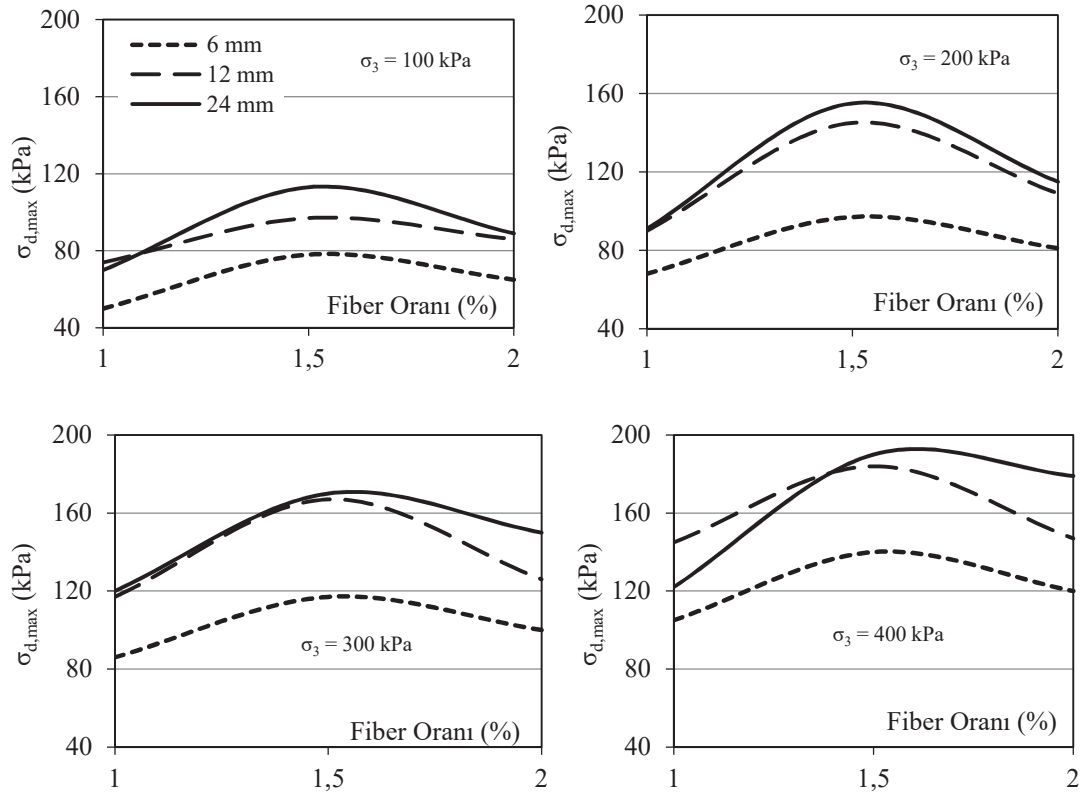 200
160
120
80
40
σd,max (kPa)
6 mm
12 mm
24 mm
σ3 = 100 kPa
Fiber Oranı (%)
1
1,5
2
200
160
120
80
40
σd,max (kPa)
σ3 = 200 kPa
Fiber Oranı (%)
1
1,5
2
200
160
120
80
40
σd,max (kPa)
σ3 = 300 kPa
Fiber Oranı (%)
1
1,5
2
200
160
120
80
40
σd,max (kPa)
σ3 = 400 kPa
Fiber Oranı (%)
1
1,5
2